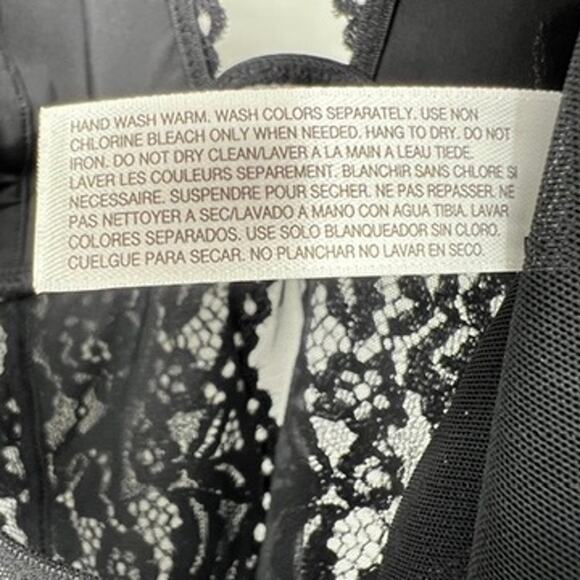 HAND WASH WARM. WASH COLORS SEPARATELY. USE NON
CHLORINE BLEACH ONLY WHEN NEEDED. HANG TO DRY. DO NOT
IRON. DO NOT DRY CLEAN/LAVER A LA MAIN A LEAU TIEDE.
LAVER LES COULEURS SEPAREMENT. BLANCHIR SANS CHLORE SI
NECESSAIRE. SUSPENDRE POUR SECHER. NE PAS REPASSER. NE
PAS NETTOYER A SEC/LAVADO A MANO CON AGUA TIBIA. LAVAR
COLORES SEPARADOS. USE SOLO BLANQUEADOR SIN CLORO.
CUELGUE PARA SECAR. NO PLANCHAR NO LAVAR EN SECO.